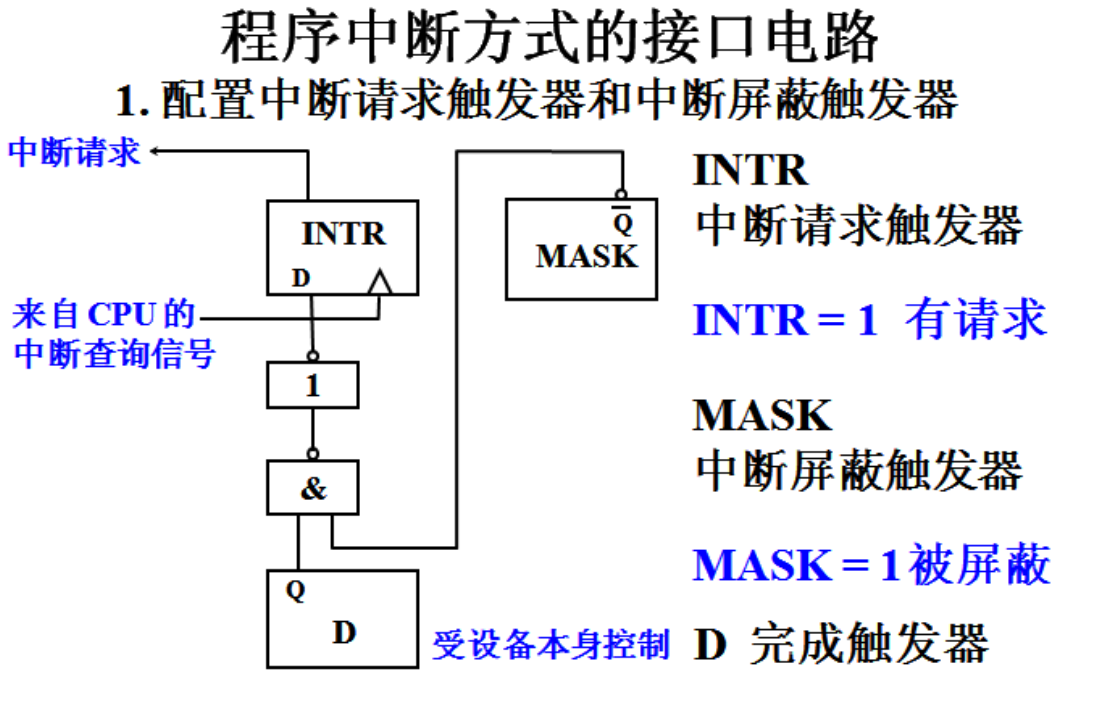 程序中断方式的接口电路
1. 配置中断请求触发器和中断屏蔽触发器
中断请求
INTR
D
来自 CPU 的
中断查询信号
1
&
Q
D
受设备本身控制
Q̅
MASK
INTR
中断请求触发器
INTR = 1 有请求
MASK
中断屏蔽触发器
MASK = 1 被屏蔽
D 完成触发器